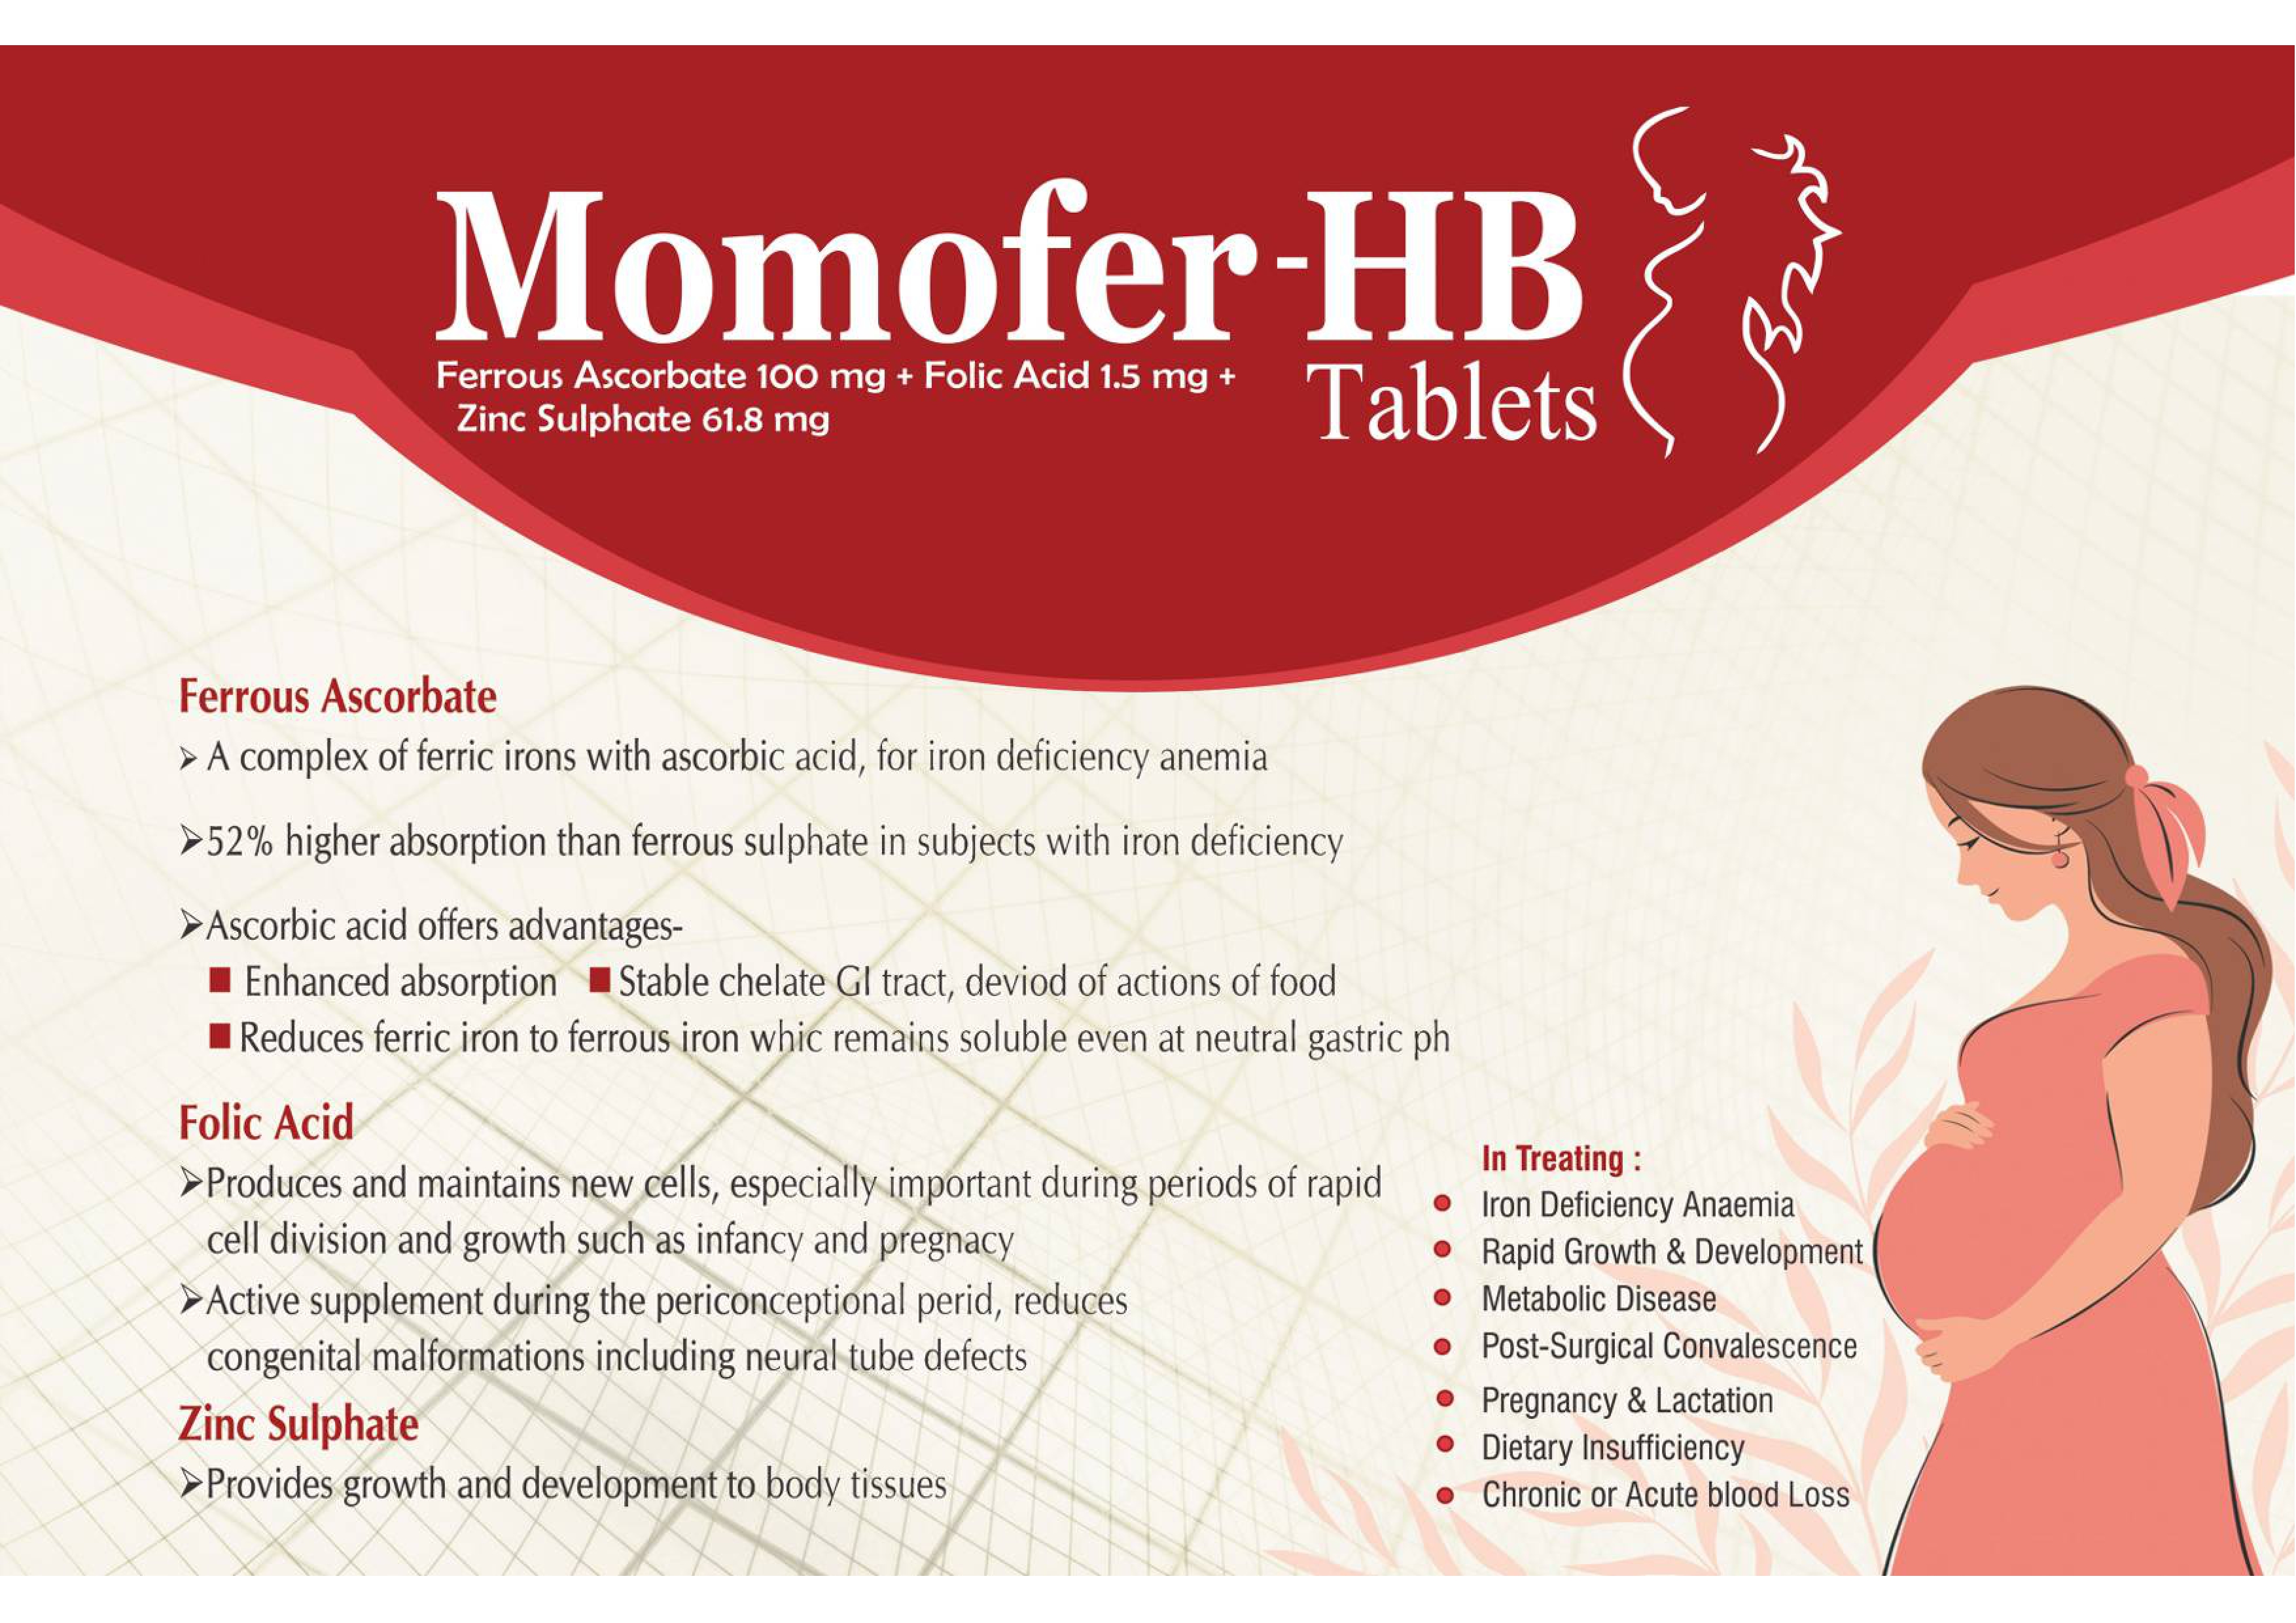 Momofer-HB
Ferrous Ascorbate 100 mg + Folic Acid 1.5 mg +
Zinc Sulphate 61.8 mg
Tablets
Ferrous Ascorbate
➢ A complex of ferric irons with ascorbic acid, for iron deficiency anemia
➢52% higher absorption than ferrous sulphate in subjects with iron deficiency
➢Ascorbic acid offers advantages-
■ Enhanced absorption ■ Stable chelate GI tract, deviod of actions of food
■ Reduces ferric iron to ferrous iron whic remains soluble even at neutral gastric ph
Folic Acid
➢Produces and maintains new cells, especially important during periods of rapid
cell division and growth such as infancy and pregnacy
➢Active supplement during the periconceptional perid, reduces
congenital malformations including neural tube defects
Zinc Sulphate
➢Provides growth and development to body tissues
In Treating :
● Iron Deficiency Anaemia
● Rapid Growth & Development
● Metabolic Disease
● Post-Surgical Convalescence
● Pregnancy & Lactation
● Dietary Insufficiency
● Chronic or Acute blood Loss